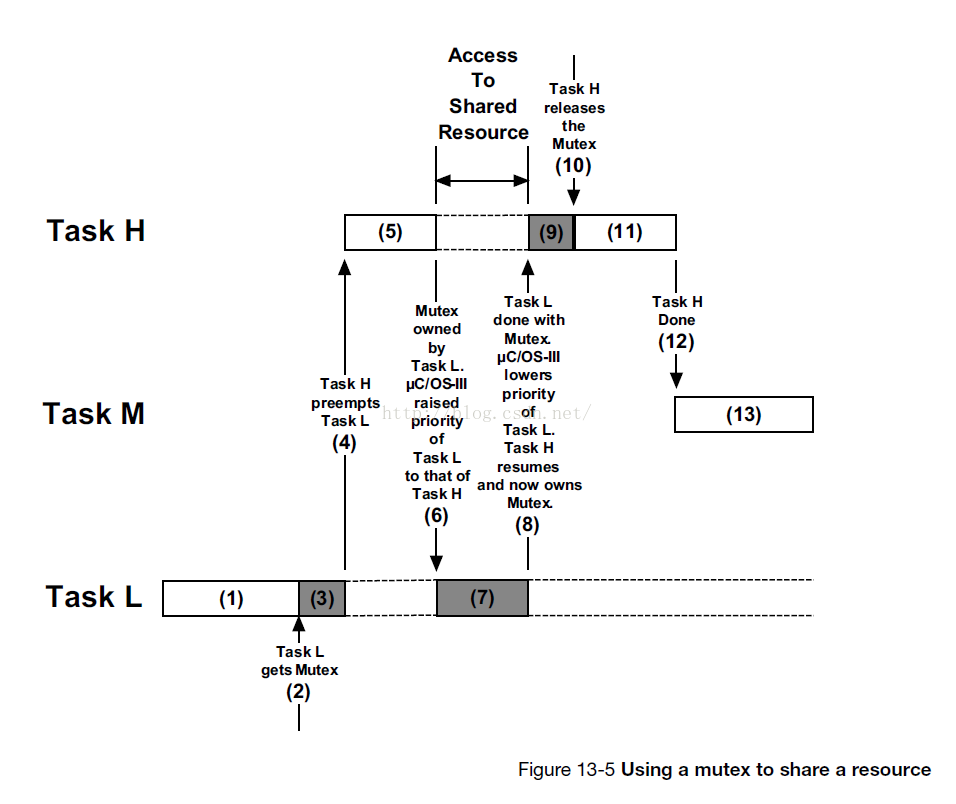 Access
To
Shared
Resource
Task H
releases
the
Mutex
(10)
Task H
(5)
(9)
(11)
Mutex
owned
by
Task L.
µC/OS-III
raised
priority
of
Task L
to that of
Task H
(6)
Task L
done with
Mutex.
µC/OS-III
lowers
priority
of
Task L.
Task H
resumes
and now owns
Mutex.
(8)
Task H
Done
(12)
Task H
preempts
Task L
(4)
http://blog.csdn.net/
Task M
(13)
Task L
(1)
(3)
(7)
Task L
gets Mutex
(2)
Figure 13-5 Using a mutex to share a resource